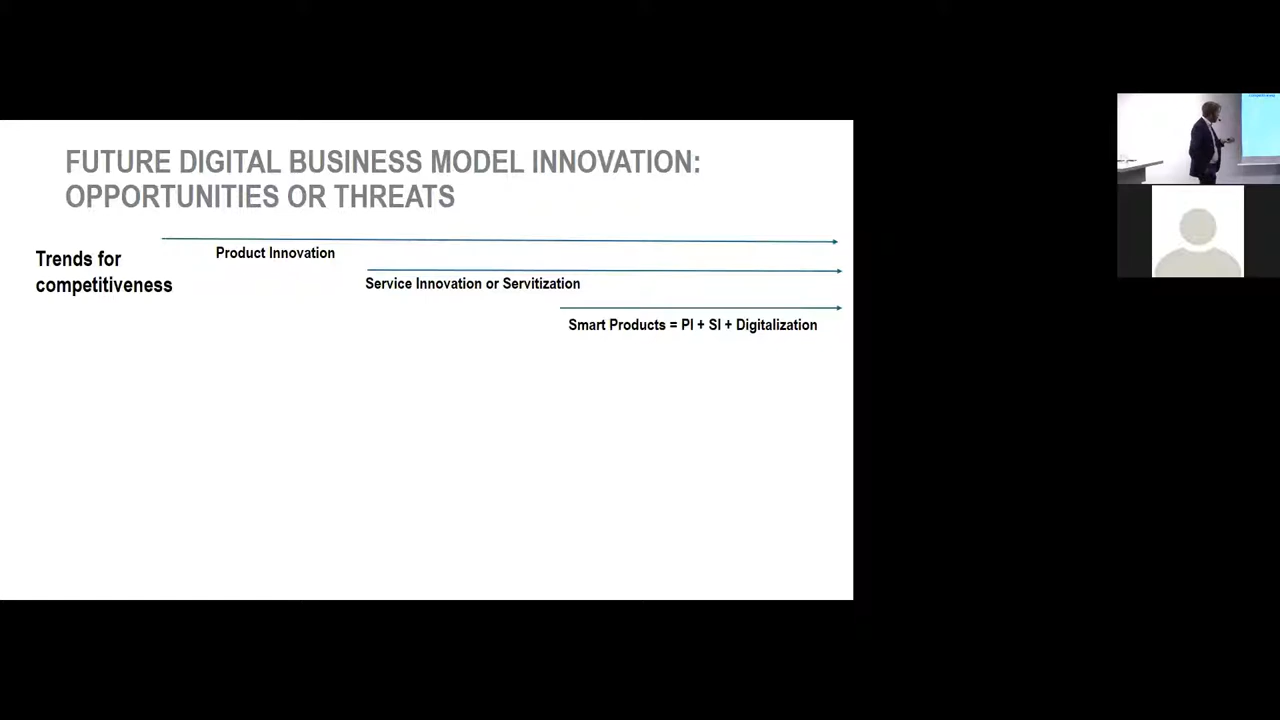 FUTURE DIGITAL BUSINESS MODEL INNOVATION:
OPPORTUNITIES OR THREATS
Trends for
competitiveness
Product Innovation
Service Innovation or Servitization
Smart Products = PI + SI + Digitalization